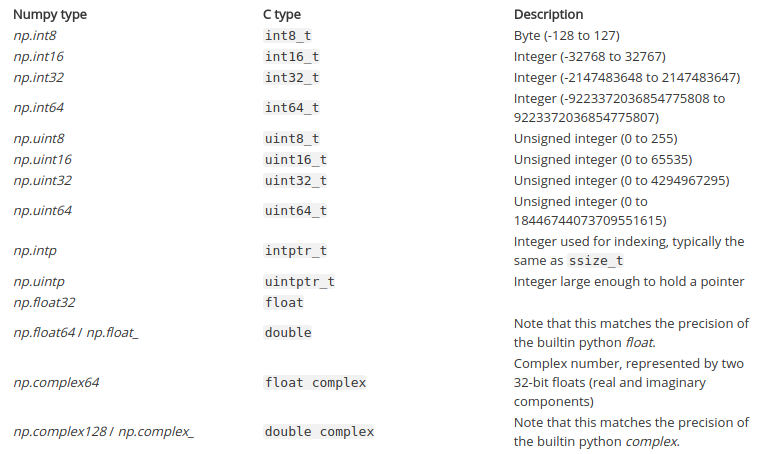 Numpy type C type Description
np.int8 int8_t Byte (-128 to 127)
np.int16 int16_t Integer (-32768 to 32767)
np.int32 int32_t Integer (-2147483648 to 2147483647)
np.int64 int64_t Integer (-9223372036854775808 to
9223372036854775807)
np.uint8 uint8_t Unsigned integer (0 to 255)
np.uint16 uint16_t Unsigned integer (0 to 65535)
np.uint32 uint32_t Unsigned integer (0 to 4294967295)
np.uint64 uint64_t Unsigned integer (0 to
18446744073709551615)
np.intp intptr_t Integer used for indexing, typically the
same as ssize_t
np.uintp uintptr_t Integer large enough to hold a pointer
np.float32 float
np.float64 / np.float_ double Note that this matches the precision of
the builtin python float.
np.complex64 float complex Complex number, represented by two
32-bit floats (real and imaginary
components)
np.complex128 / np.complex_ double complex Note that this matches the precision of
the builtin python complex.